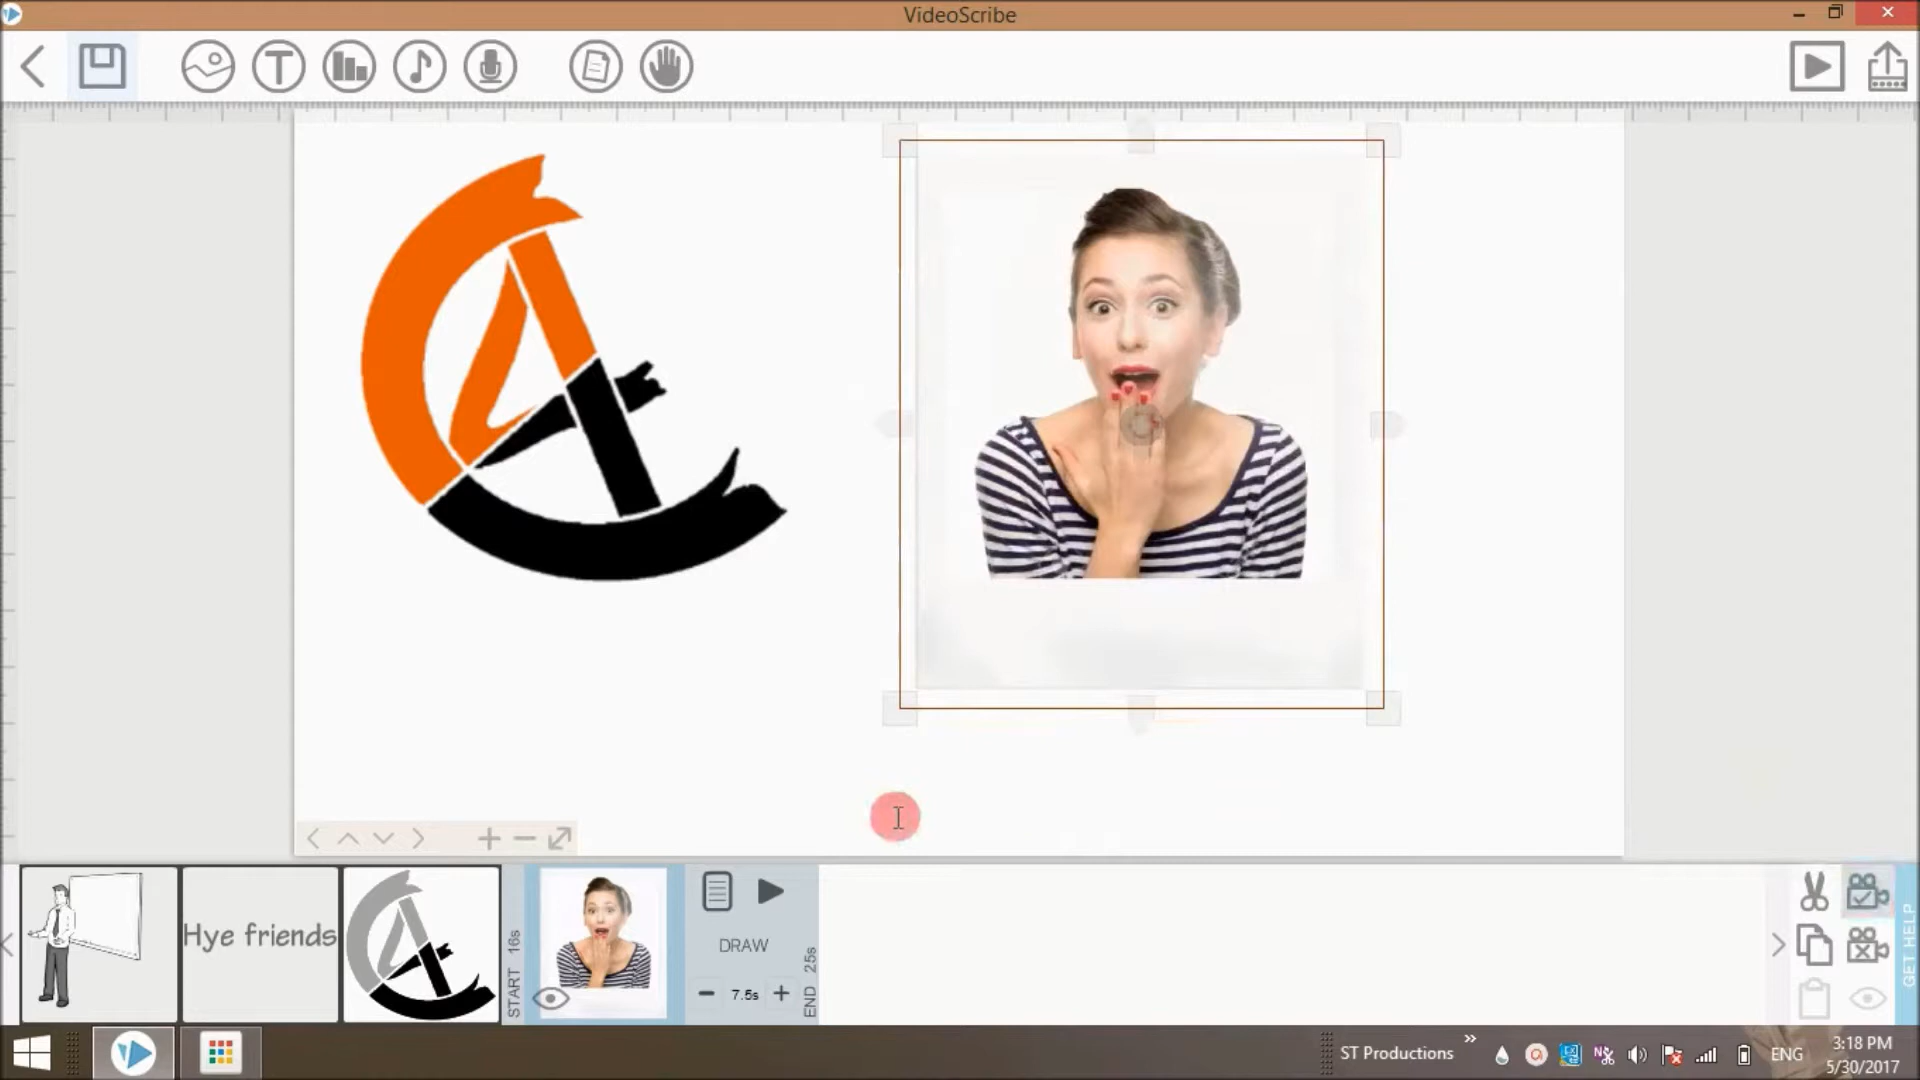 VideoScribe
T
Hye friends
START 16s
DRAW
7.5s
END 25s
GET HELP
ST Productions
ENG
3:18 PM
5/30/2017